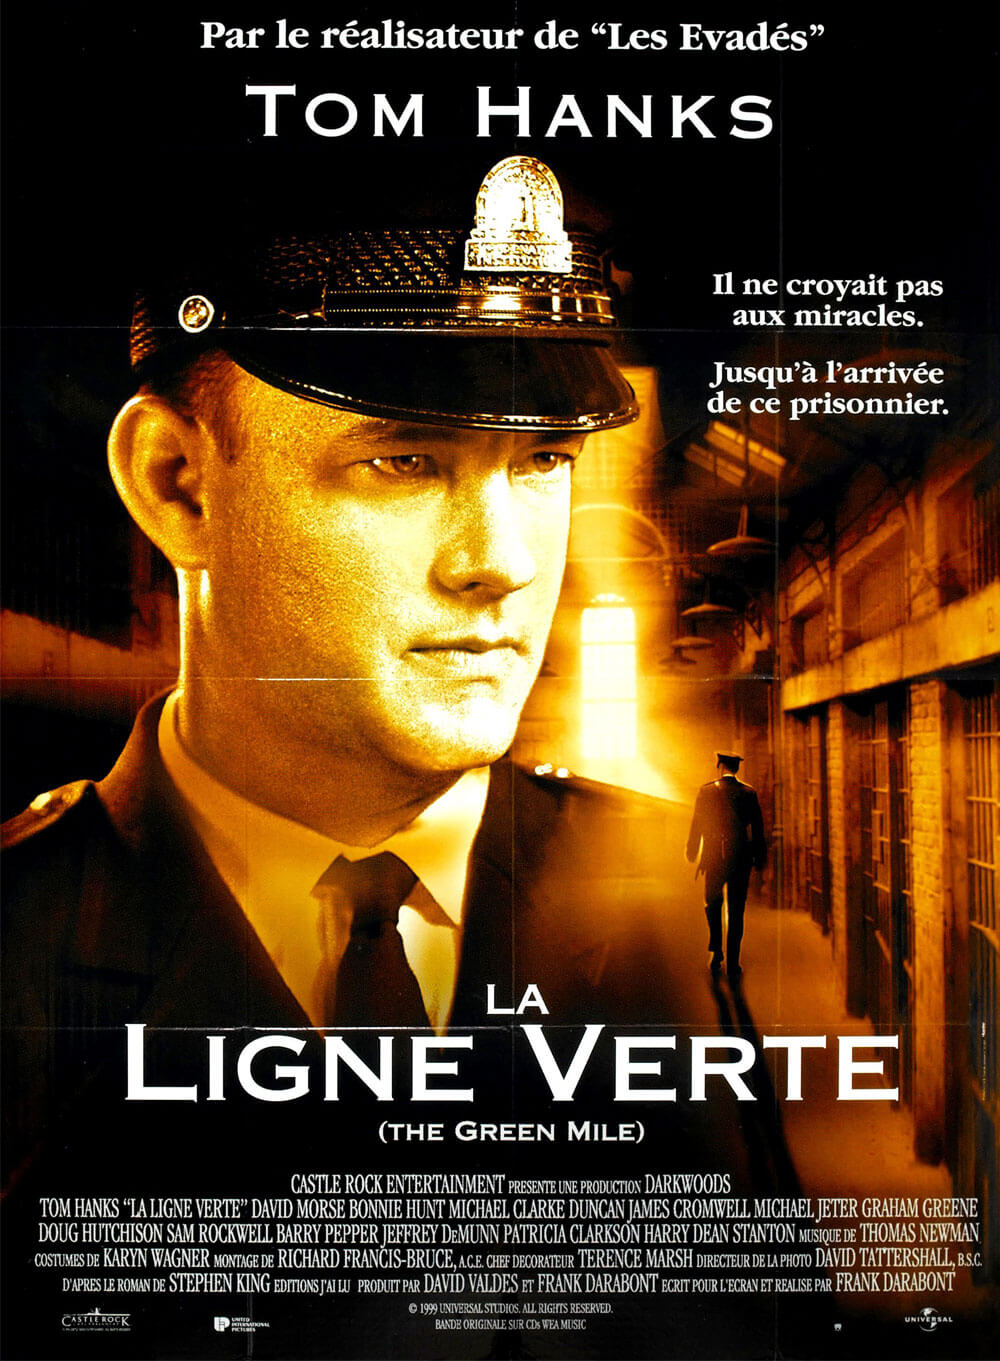 Par le réalisateur de “Les Evadés”
TOM HANKS
Il ne croyait pas
aux miracles.
Jusqu’à l’arrivée
de ce prisonnier.
LA
LIGNE VERTE
(THE GREEN MILE)
CASTLE ROCK ENTERTAINMENT PRESENTE UNE PRODUCTION DARKWOODS
TOM HANKS “LA LIGNE VERTE” DAVID MORSE BONNIE HUNT MICHAEL CLARKE DUNCAN JAMES CROMWELL MICHAEL JETER GRAHAM GREENE
DOUG HUTCHISON SAM ROCKWELL BARRY PEPPER JEFFREY DeMUNN PATRICIA CLARKSON HARRY DEAN STANTON MUSIQUE DE THOMAS NEWMAN
COSTUMES DE KARYN WAGNER MONTAGE DE RICHARD FRANCIS-BRUCE, A.C.E. CHEF DECORATEUR TERENCE MARSH DIRECTEUR DE LA PHOTO DAVID TATTERSHALL, B.S.C.
D’APRES LE ROMAN DE STEPHEN KING EDITIONS J’AI LU PRODUIT PAR DAVID VALDES ET FRANK DARABONT ECRIT POUR L’ECRAN ET REALISE PAR FRANK DARABONT
© 1999 UNIVERSAL STUDIOS. ALL RIGHTS RESERVED.
BANDE ORIGINALE SUR CDs WEA MUSIC
CASTLE ROCK
UNITED
INTERNATIONAL
PICTURES
UNIVERSAL